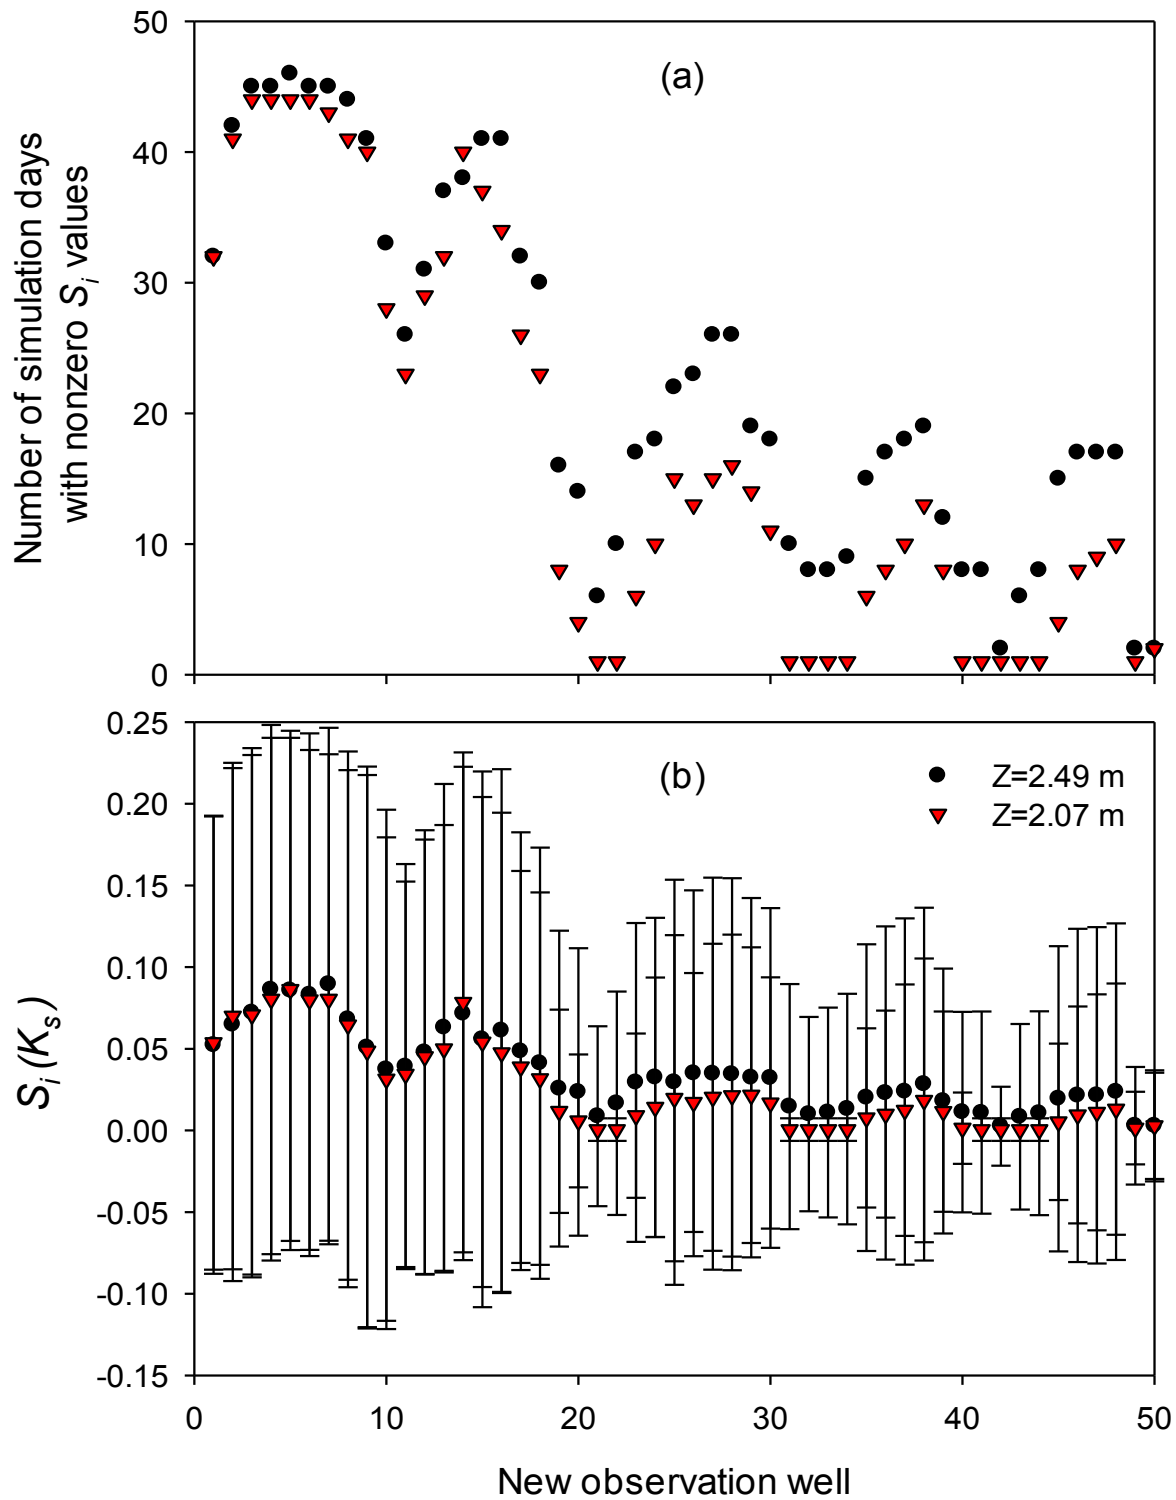 50
(a)
40
30
20
10
0
Number of simulation days
with nonzero Si values
0.25
(b)
Z=2.49 m
Z=2.07 m
0.20
0.15
0.10
0.05
0.00
-0.05
-0.10
-0.15
Si (Ks)
0 10 20 30 40 50
New observation well